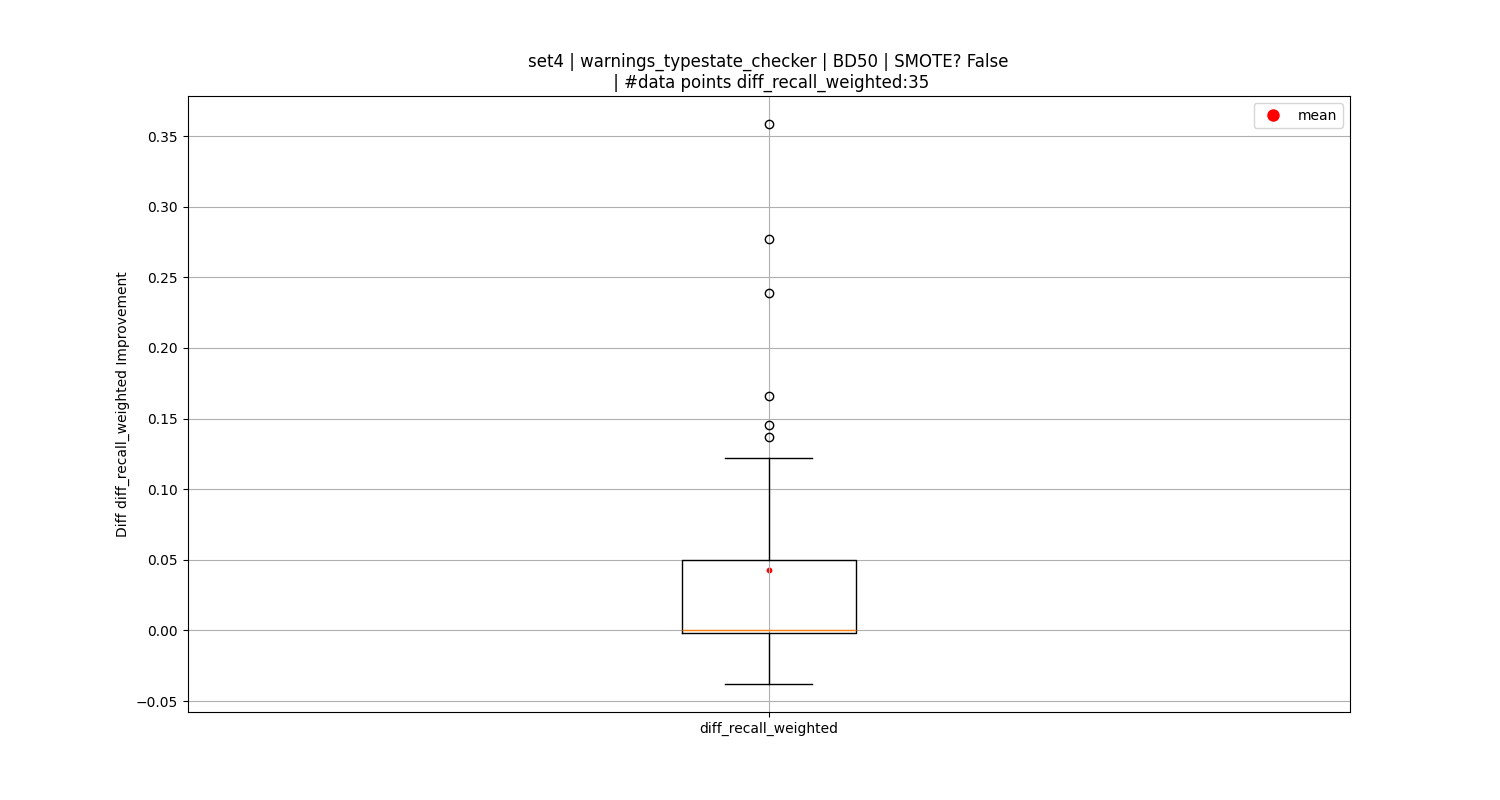 set4 | warnings_typestate_checker | BD50 | SMOTE? False
| #data points diff_recall_weighted:35
mean
0.35
0.30
0.25
0.20
0.15
0.10
0.05
0.00
−0.05
Diff diff_recall_weighted Improvement
diff_recall_weighted